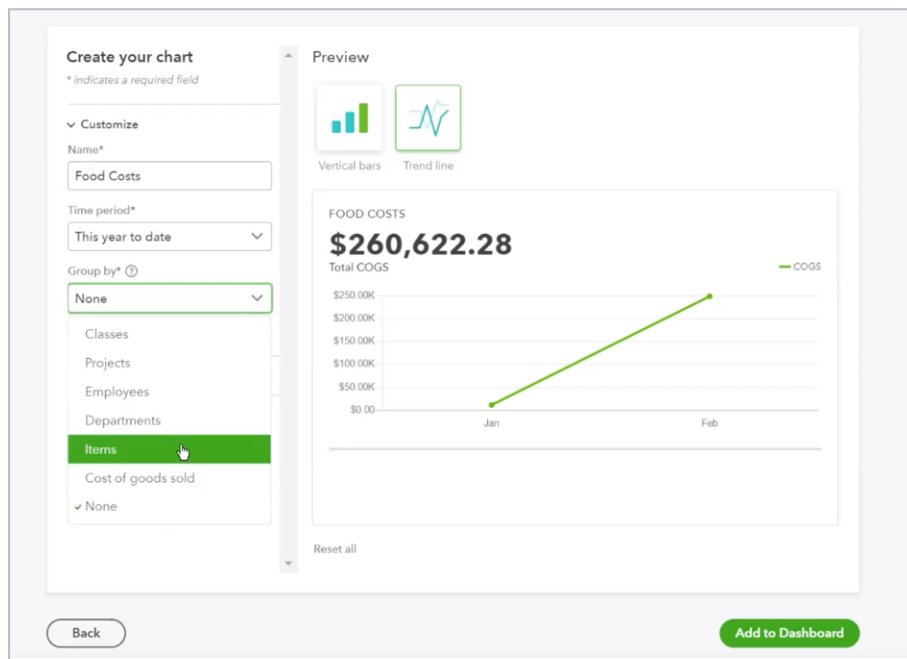 Create your chart
* indicates a required field
Customize
Name*
Food Costs
Time period*
This year to date
Group by* ?
None
Classes
Projects
Employees
Departments
Items
Cost of goods sold
None
Preview
Vertical bars
Trend line
FOOD COSTS
$260,622.28
Total COGS
COGS
$250.00K
$200.00K
$150.00K
$100.00K
$50.00K
$0.00
Jan
Feb
Reset all
Back
Add to Dashboard